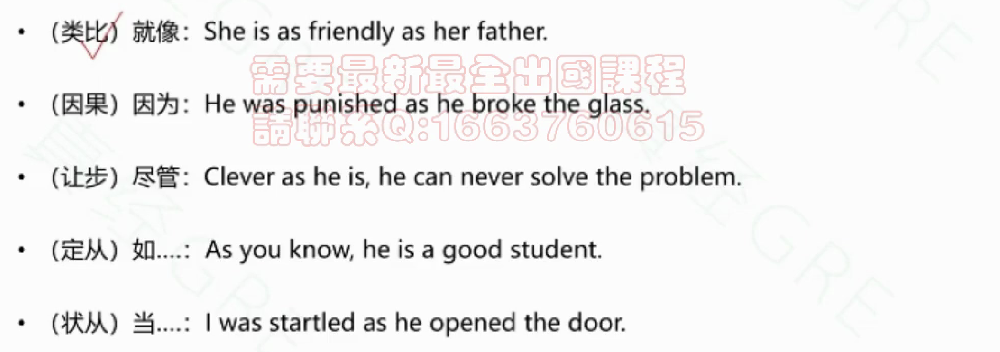 • （类比）就像：She is as friendly as her father.
需要最新最全出國課程
• （因果）因为：He was punished as he broke the glass.
請聯系Q:1663760615
• （让步）尽管：Clever as he is, he can never solve the problem.
• （定从）如....：As you know, he is a good student.
• （状从）当....：I was startled as he opened the door.
GRE
GRE
GRE